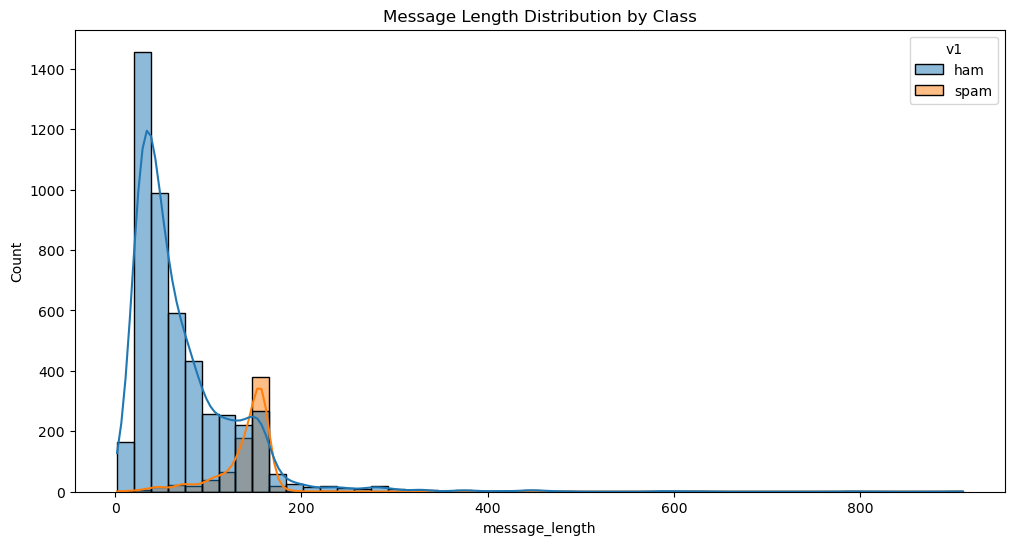 Message Length Distribution by Class
v1
ham
spam
Count
1400
1200
1000
800
600
400
200
0
0 200 400 600 800
message_length